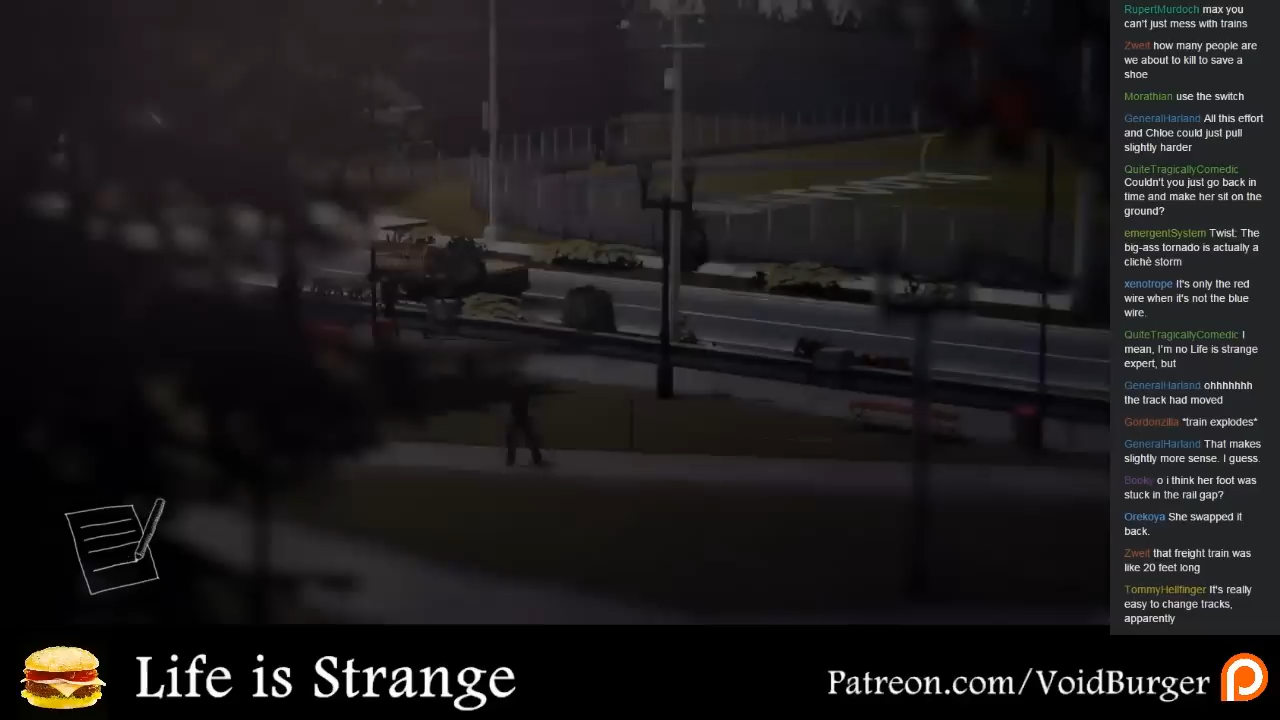 RupertMurdoch max you
can't just mess with trains
Zweit how many people are
we about to kill to save a
shoe
Morathian use the switch
GeneralHarland All this effort
and Chloe could just pull
slightly harder
QuiteTragicallyComedic
Couldn't you just go back in
time and make her sit on the
ground?
emergentSystem Twist: The
big-ass tornado is actually a
clichè storm
xenotrope It's only the red
wire when it's not the blue
wire.
QuiteTragicallyComedic I
mean, I'm no Life is strange
expert, but
GeneralHarland ohhhhhhh
the track had moved
Gordonzilla *train explodes*
GeneralHarland That makes
slightly more sense. I guess.
o i think her foot was
stuck in the rail gap?
Orekoya She swapped it
back.
Zweit that freight train was
like 20 feet long
TommyHellfinger It's really
easy to change tracks,
apparently
Life is Strange
Patreon.com/VoidBurger